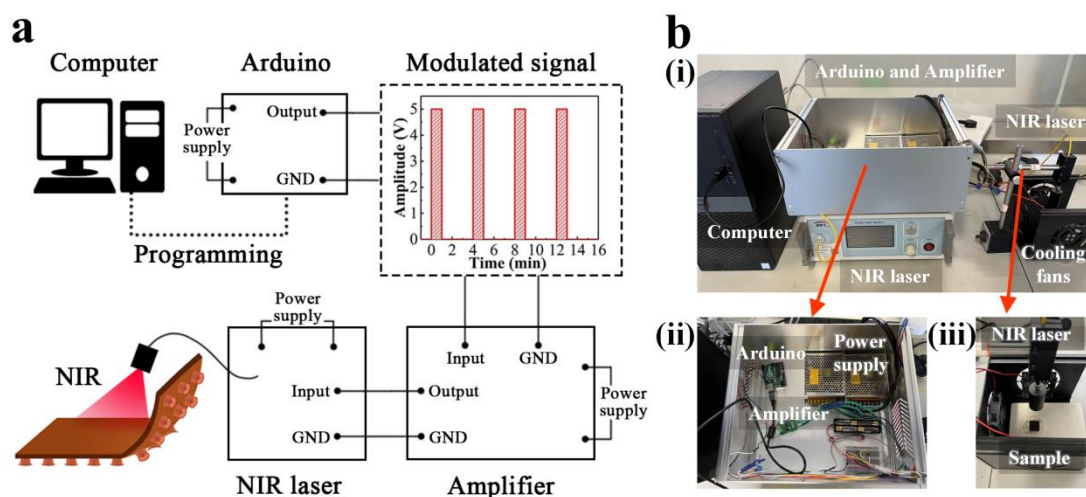 a
Computer
Arduino
Modulated signal
Power
supply
Output
GND
Programming
Amplitude (V)
5
4
3
2
1
0
0 2 4 6 8 10 12 14 16
Time (min)
NIR
Power
supply
Input
GND
NIR laser
Input
GND
Output
GND
Power
supply
Amplifier
b
(i)
Arduino and Amplifier
NIR laser
Computer
NIR laser
Cooling
fans
(ii)
Arduino
Power
supply
Amplifier
(iii)
NIR laser
Sample